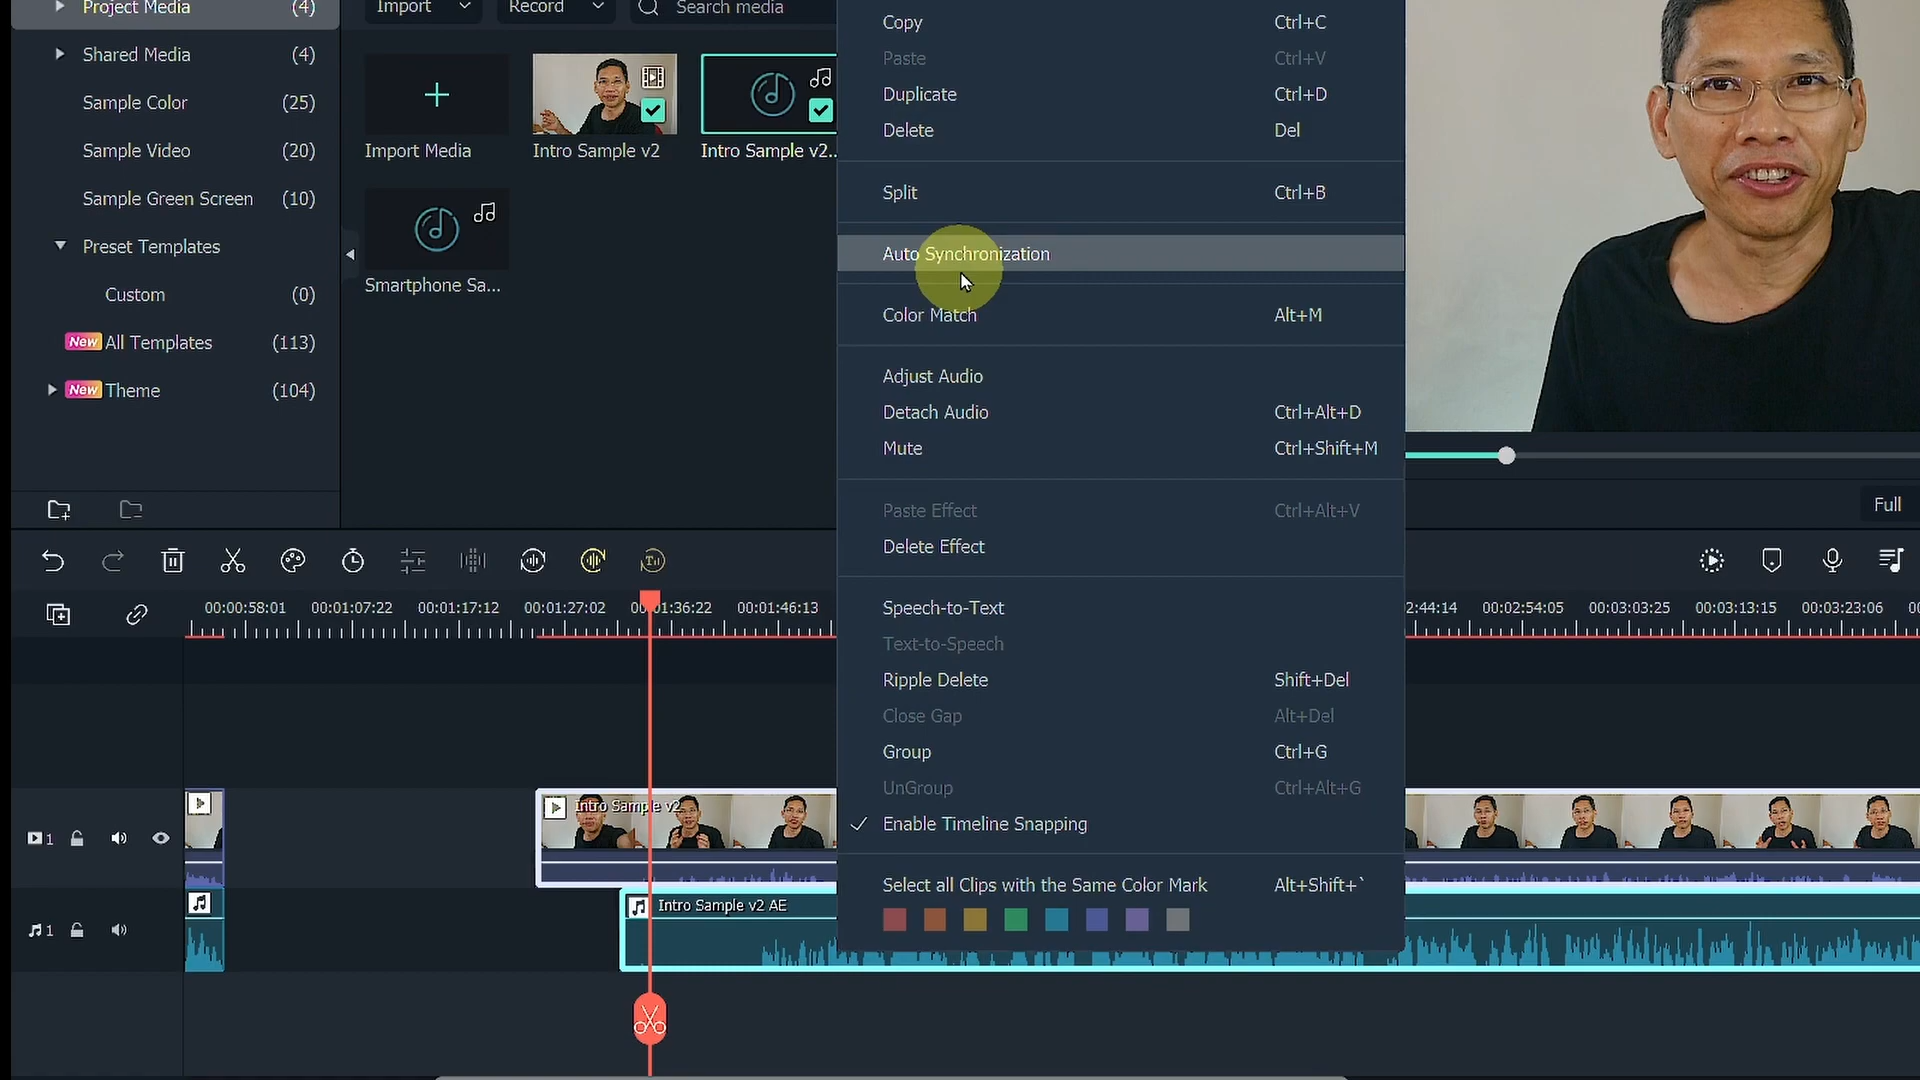 Project Media (4)
Import
Record
Search media
Shared Media (4)
Sample Color (25)
Sample Video (20)
Sample Green Screen (10)
Preset Templates
Custom (0)
New All Templates (113)
New Theme (104)
Import Media
Intro Sample v2
Intro Sample v2..
Smartphone Sa...
Copy Ctrl+C
Paste Ctrl+V
Duplicate Ctrl+D
Delete Del
Split Ctrl+B
Auto Synchronization
Color Match Alt+M
Adjust Audio
Detach Audio Ctrl+Alt+D
Mute Ctrl+Shift+M
Paste Effect Ctrl+Alt+V
Delete Effect
Speech-to-Text
Text-to-Speech
Ripple Delete Shift+Del
Close Gap Alt+Del
Group Ctrl+G
UnGroup Ctrl+Alt+G
Enable Timeline Snapping
Select all Clips with the Same Color Mark Alt+Shift+`
Full
00:00:58:01 00:01:07:22 00:01:17:12 00:01:27:02 00:01:36:22 00:01:46:13 2:44:14 00:02:54:05 00:03:03:25 00:03:13:15 00:03:23:06 00
1
Intro Sample v2
1
Intro Sample v2 AE